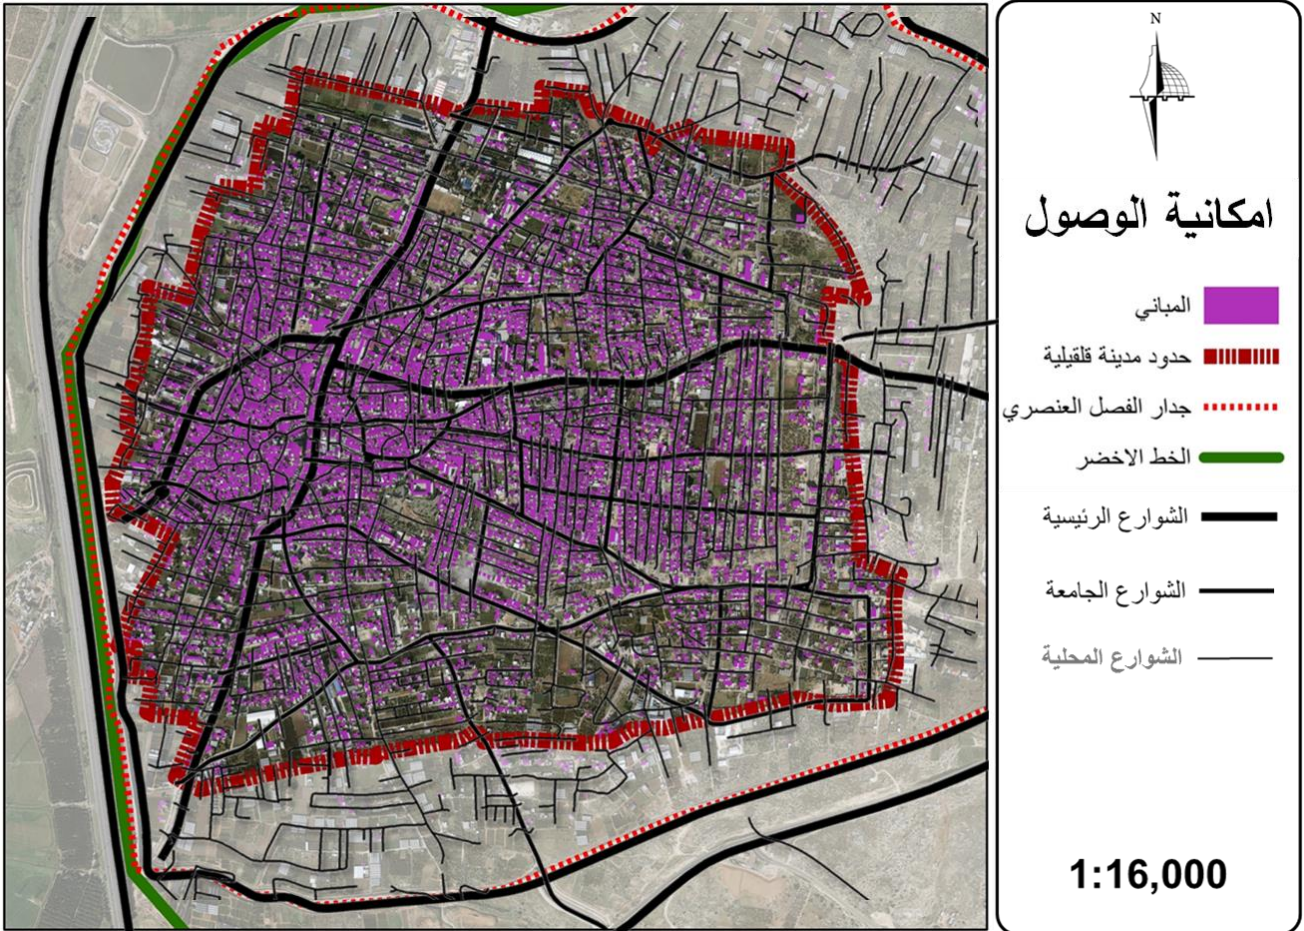 N
امكانية الوصول
المباني
حدود مدينة قلقيلية
جدار الفصل العنصري
الخط الاخضر
الشوارع الرئيسية
الشوارع الجامعة
الشوارع المحلية
1:16,000